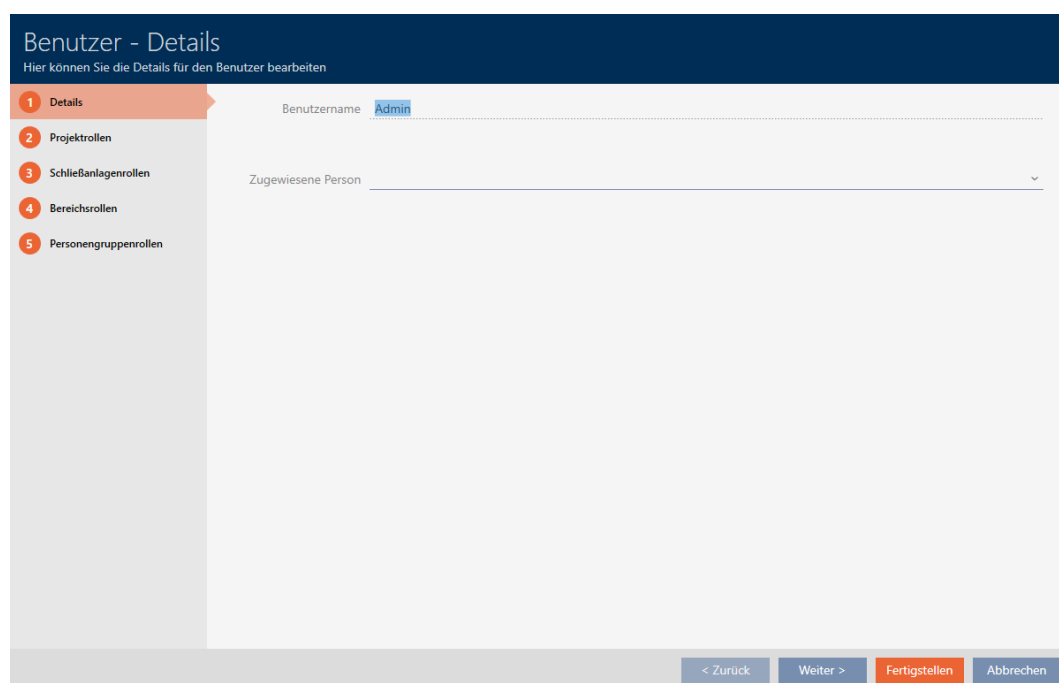 Benutzer - Details
Hier können Sie die Details für den Benutzer bearbeiten
1 Details
2 Projektrollen
3 Schließanlagenrollen
4 Bereichsrollen
5 Personengruppenrollen
Benutzername Admin
Zugewiesene Person
< Zurück Weiter > Fertigstellen Abbrechen